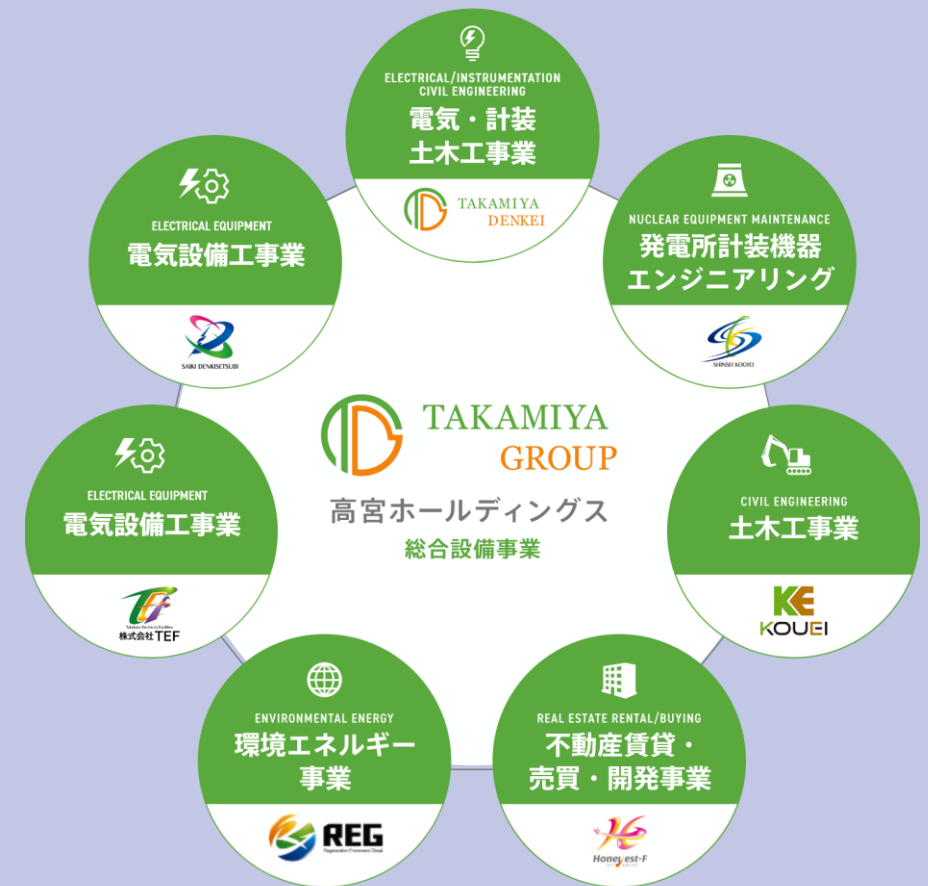 ELECTRICAL/INSTRUMENTATION
CIVIL ENGINEERING
電気・計装
土木工事業
TAKAMIYA
DENKEI
ELECTRICAL EQUIPMENT
電気設備工事業
SAIKI DENKISETSUBI
NUCLEAR EQUIPMENT MAINTENANCE
発電所計装機器
エンジニアリング
SHINSEI KOGYO
TAKAMIYA
GROUP
高宮ホールディングス
総合設備事業
ELECTRICAL EQUIPMENT
電気設備工事業
TEF
株式会社TEF
CIVIL ENGINEERING
土木工事業
KE
KOUEI
ENVIRONMENTAL ENERGY
環境エネルギー
事業
REG
REAL ESTATE RENTAL/BUYING
不動産賃貸・
売買・開発事業
Honeyest·F